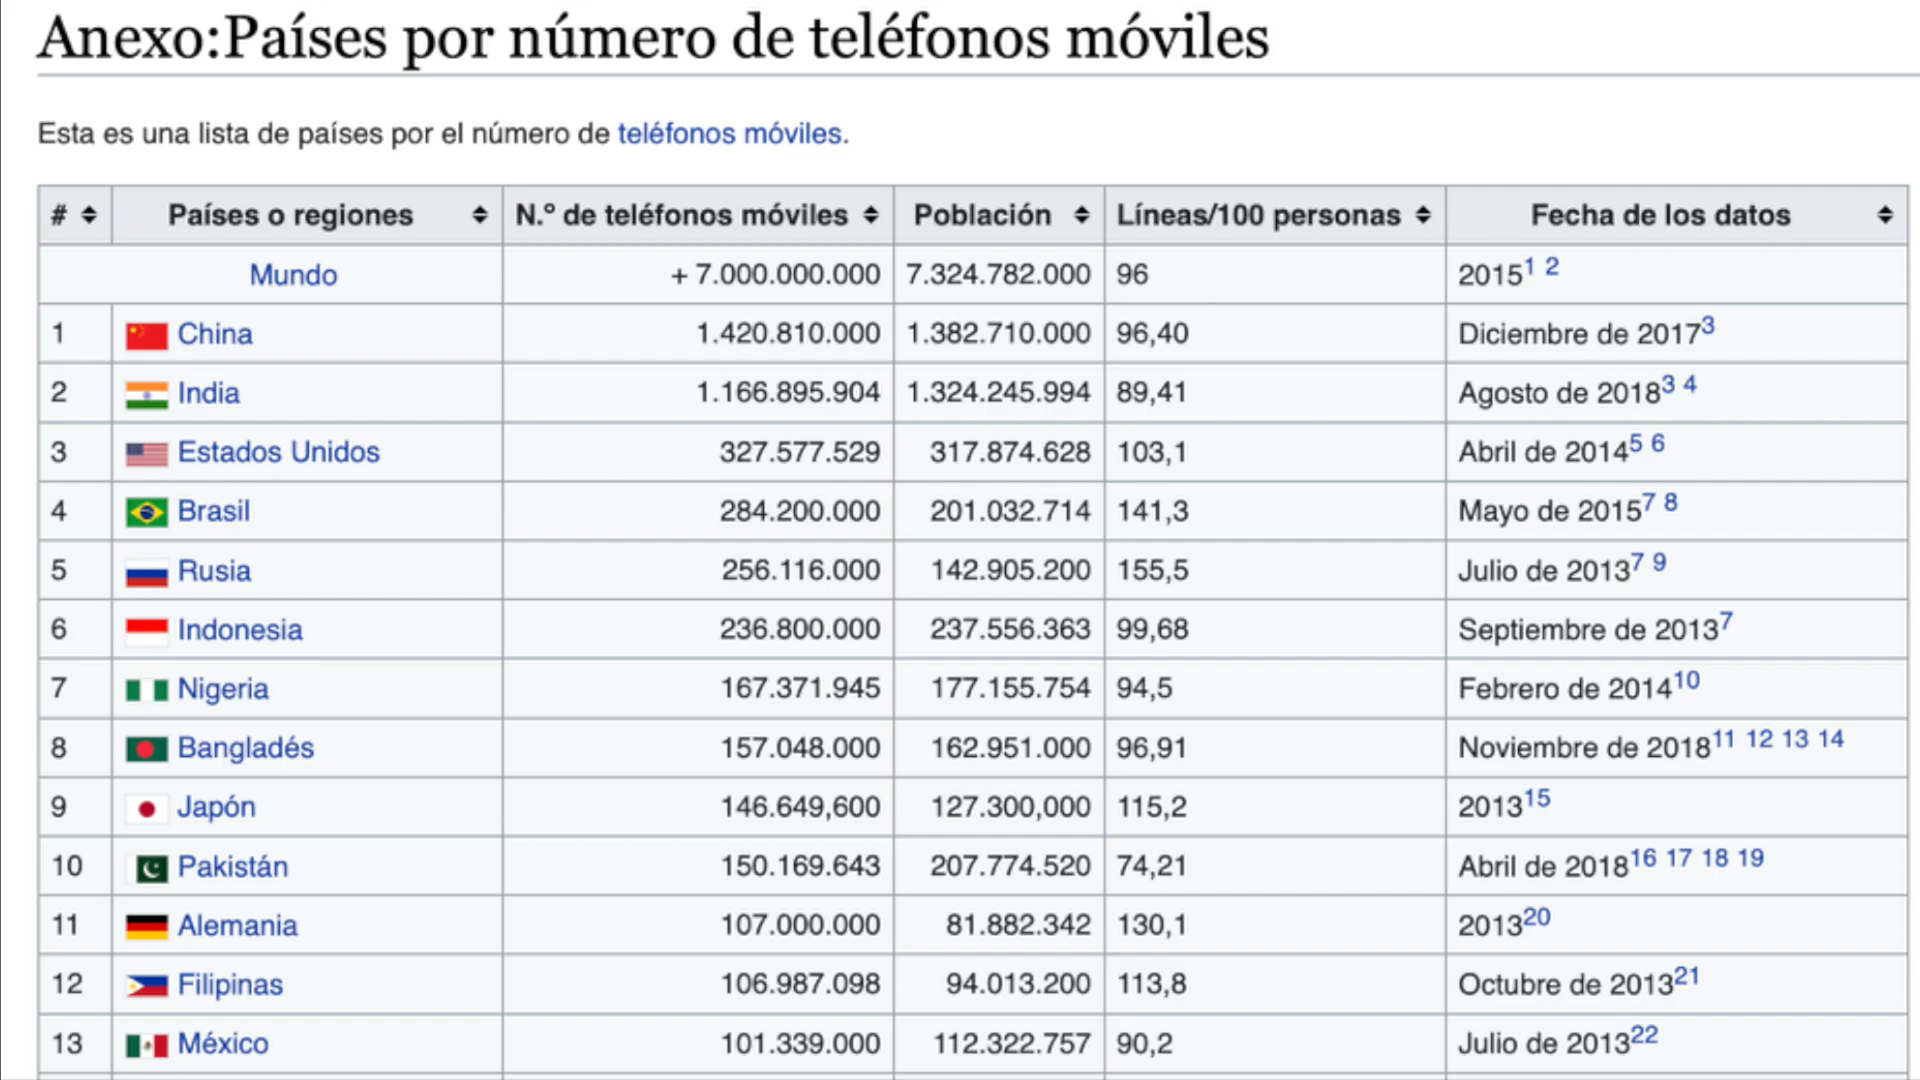 Anexo:Países por número de teléfonos móviles
Esta es una lista de países por el número de teléfonos móviles.
# Países o regiones N.º de teléfonos móviles Población Líneas/100 personas Fecha de los datos
Mundo + 7.000.000.000 7.324.782.000 96 2015 1 2
1 China 1.420.810.000 1.382.710.000 96,40 Diciembre de 2017 3
2 India 1.166.895.904 1.324.245.994 89,41 Agosto de 2018 3 4
3 Estados Unidos 327.577.529 317.874.628 103,1 Abril de 2014 5 6
4 Brasil 284.200.000 201.032.714 141,3 Mayo de 2015 7 8
5 Rusia 256.116.000 142.905.200 155,5 Julio de 2013 7 9
6 Indonesia 236.800.000 237.556.363 99,68 Septiembre de 2013 7
7 Nigeria 167.371.945 177.155.754 94,5 Febrero de 2014 10
8 Bangladés 157.048.000 162.951.000 96,91 Noviembre de 2018 11 12 13 14
9 Japón 146.649,600 127.300,000 115,2 2013 15
10 Pakistán 150.169.643 207.774.520 74,21 Abril de 2018 16 17 18 19
11 Alemania 107.000.000 81.882.342 130,1 2013 20
12 Filipinas 106.987.098 94.013.200 113,8 Octubre de 2013 21
13 México 101.339.000 112.322.757 90,2 Julio de 2013 22